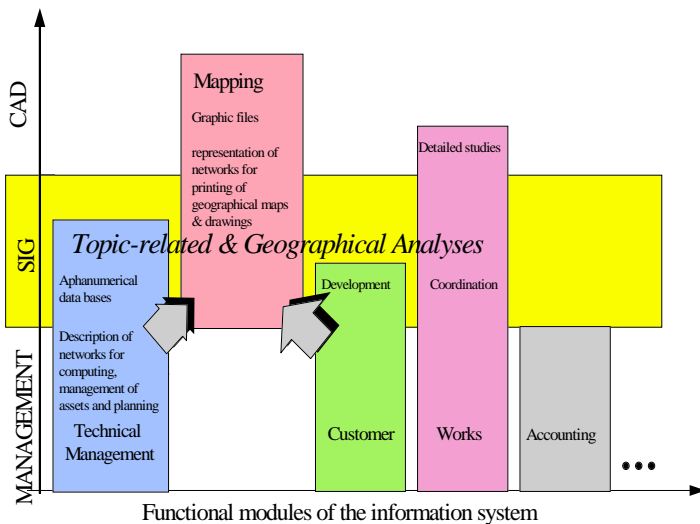 CAD
SIG
MANAGEMENT
Mapping
Graphic files
representation of
networks for
printing of
geographical maps
& drawings
Detailed studies
Topic-related & Geographical Analyses
Aphanumerical
data bases
Development
Coordination
Description of
networks for
computing,
management of
assets and planning
Technical
Management
Customer
Works
Accounting
•••
Functional modules of the information system